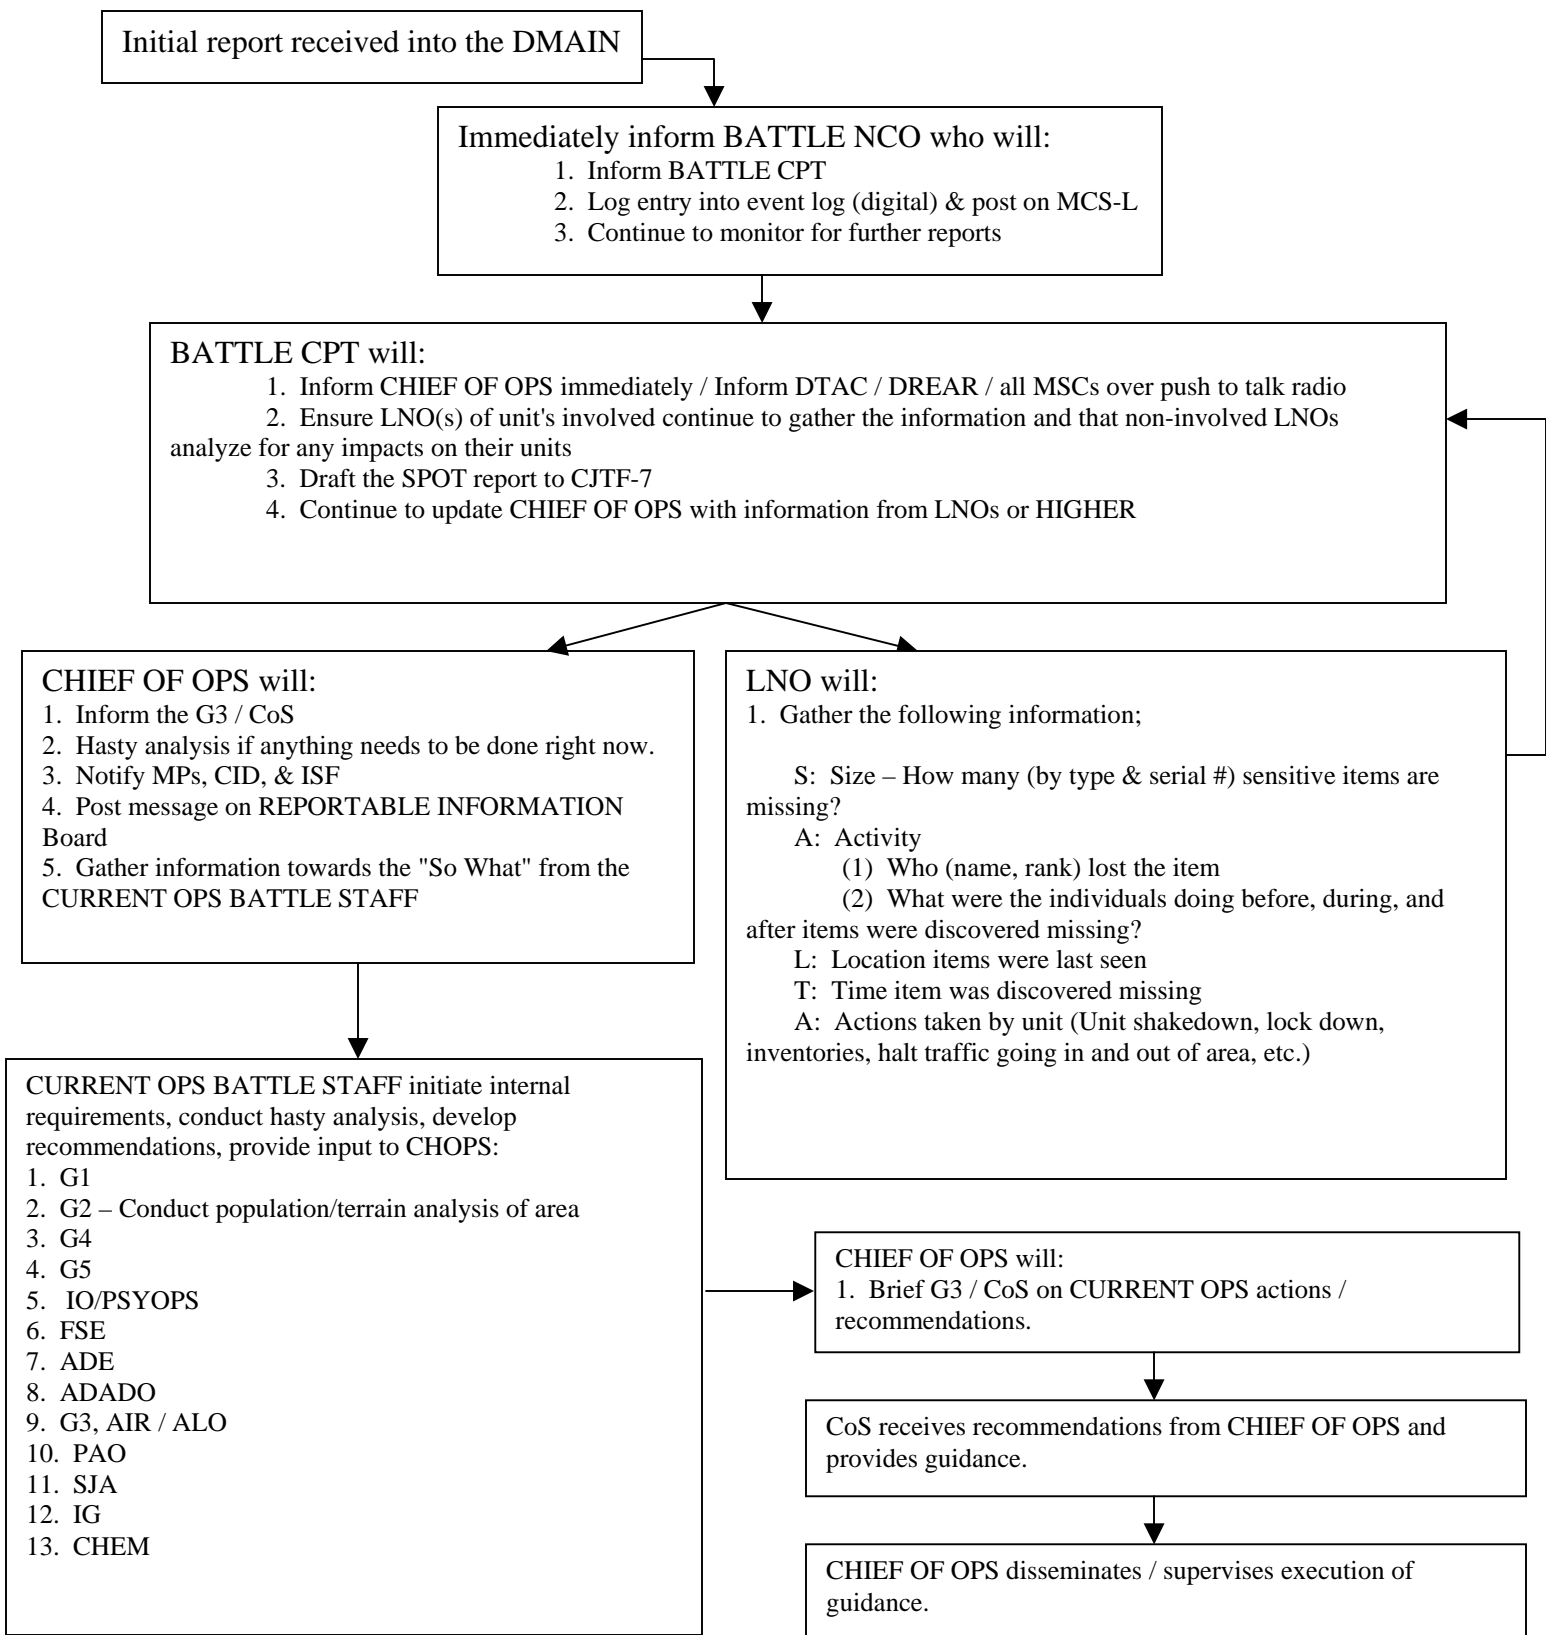 Initial report received into the DMAIN
Immediately inform BATTLE NCO who will:
1. Inform BATTLE CPT
2. Log entry into event log (digital) & post on MCS-L
3. Continue to monitor for further reports
BATTLE CPT will:
1. Inform CHIEF OF OPS immediately / Inform DTAC / DREAR / all MSCs over push to talk radio
2. Ensure LNO(s) of unit's involved continue to gather the information and that non-involved LNOs
analyze for any impacts on their units
3. Draft the SPOT report to CJTF-7
4. Continue to update CHIEF OF OPS with information from LNOs or HIGHER
CHIEF OF OPS will:
1. Inform the G3 / CoS
2. Hasty analysis if anything needs to be done right now.
3. Notify MPs, CID, & ISF
4. Post message on REPORTABLE INFORMATION
Board
5. Gather information towards the "So What" from the
CURRENT OPS BATTLE STAFF
LNO will:
1. Gather the following information;
S: Size – How many (by type & serial #) sensitive items are
missing?
A: Activity
(1) Who (name, rank) lost the item
(2) What were the individuals doing before, during, and
after items were discovered missing?
L: Location items were last seen
T: Time item was discovered missing
A: Actions taken by unit (Unit shakedown, lock down,
inventories, halt traffic going in and out of area, etc.)
CURRENT OPS BATTLE STAFF initiate internal
requirements, conduct hasty analysis, develop
recommendations, provide input to CHOPS:
1. G1
2. G2 – Conduct population/terrain analysis of area
3. G4
4. G5
5. IO/PSYOPS
6. FSE
7. ADE
8. ADADO
9. G3, AIR / ALO
10. PAO
11. SJA
12. IG
13. CHEM
CHIEF OF OPS will:
1. Brief G3 / CoS on CURRENT OPS actions /
recommendations.
CoS receives recommendations from CHIEF OF OPS and
provides guidance.
CHIEF OF OPS disseminates / supervises execution of
guidance.